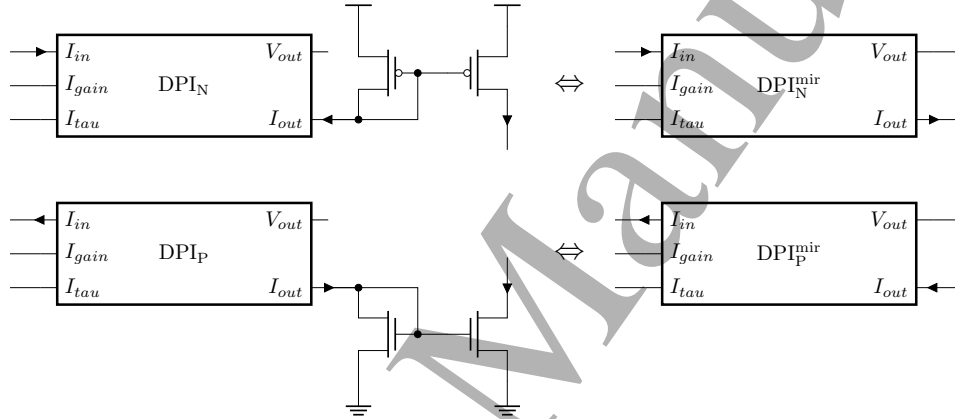 I_in V_out
I_gain DPI_N
I_tau I_out
⇔
I_in V_out
I_gain DPI_N^mir
I_tau I_out
I_in V_out
I_gain DPI_P
I_tau I_out
⇔
I_in V_out
I_gain DPI_P^mir
I_tau I_out
Manu